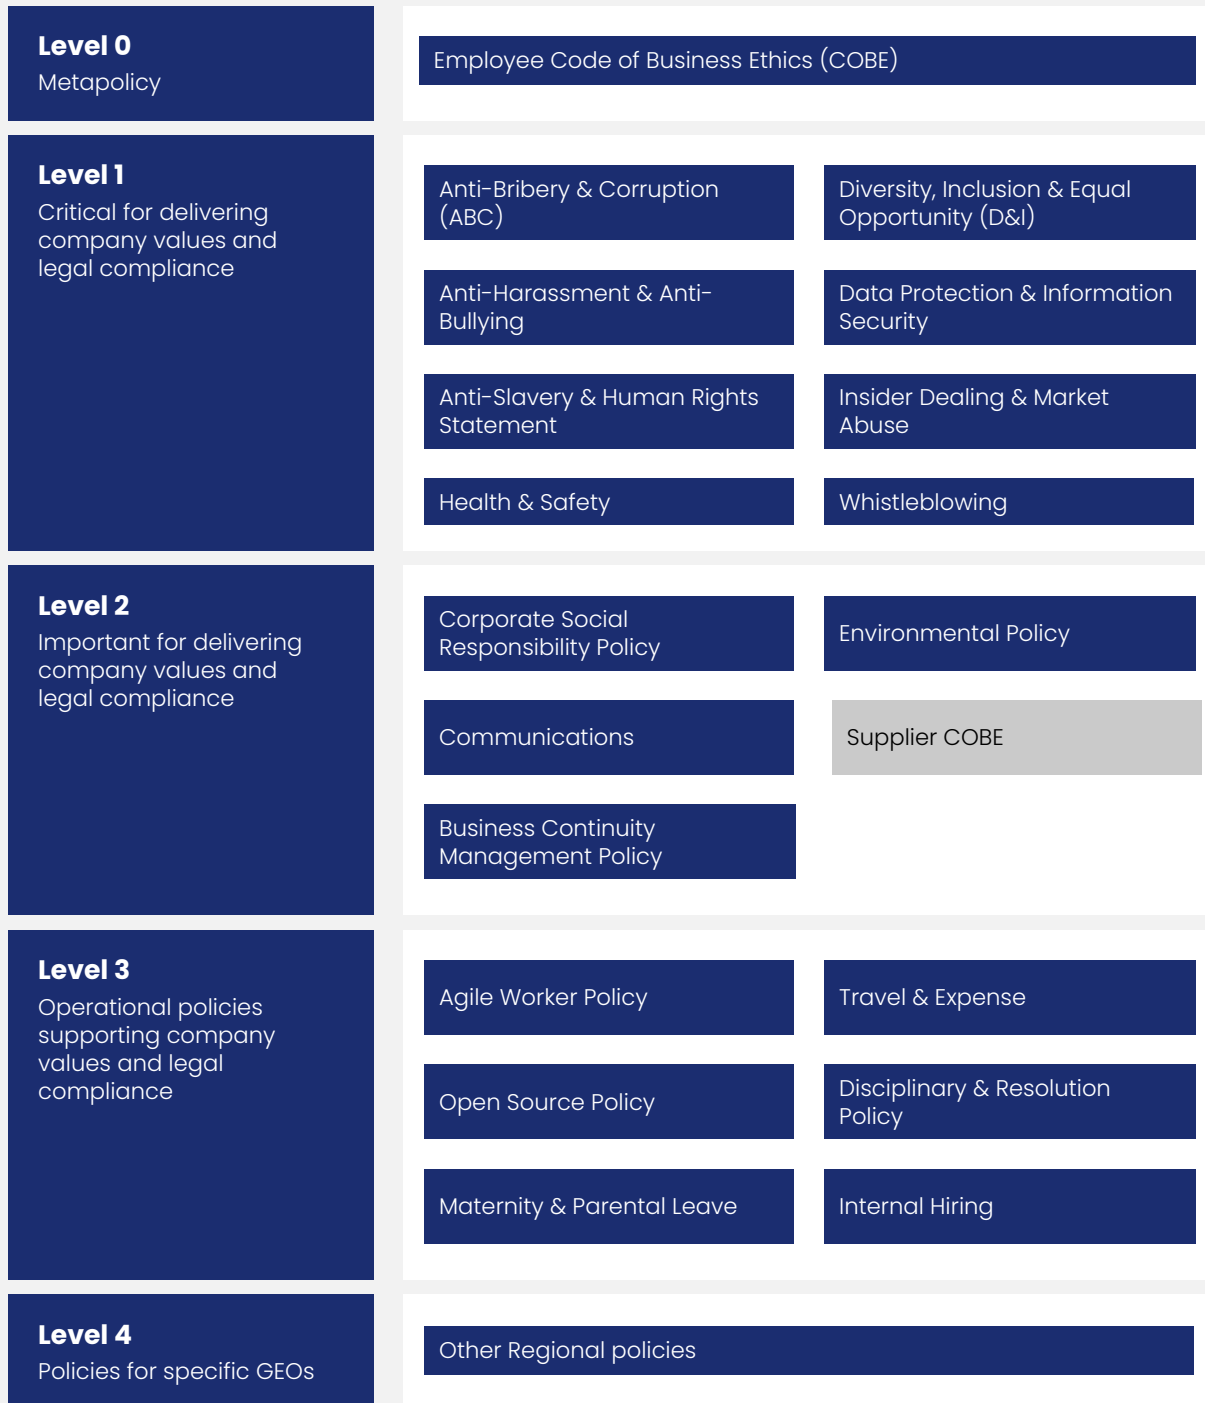 Level 0
Metapolicy
Employee Code of Business Ethics (COBE)
Level 1
Critical for delivering
company values and
legal compliance
Anti-Bribery & Corruption
(ABC)
Diversity, Inclusion & Equal
Opportunity (D&I)
Anti-Harassment & Anti-
Bullying
Data Protection & Information
Security
Anti-Slavery & Human Rights
Statement
Insider Dealing & Market
Abuse
Health & Safety
Whistleblowing
Level 2
Important for delivering
company values and
legal compliance
Corporate Social
Responsibility Policy
Environmental Policy
Communications
Supplier COBE
Business Continuity
Management Policy
Level 3
Operational policies
supporting company
values and legal
compliance
Agile Worker Policy
Travel & Expense
Open Source Policy
Disciplinary & Resolution
Policy
Maternity & Parental Leave
Internal Hiring
Level 4
Policies for specific GEOs
Other Regional policies